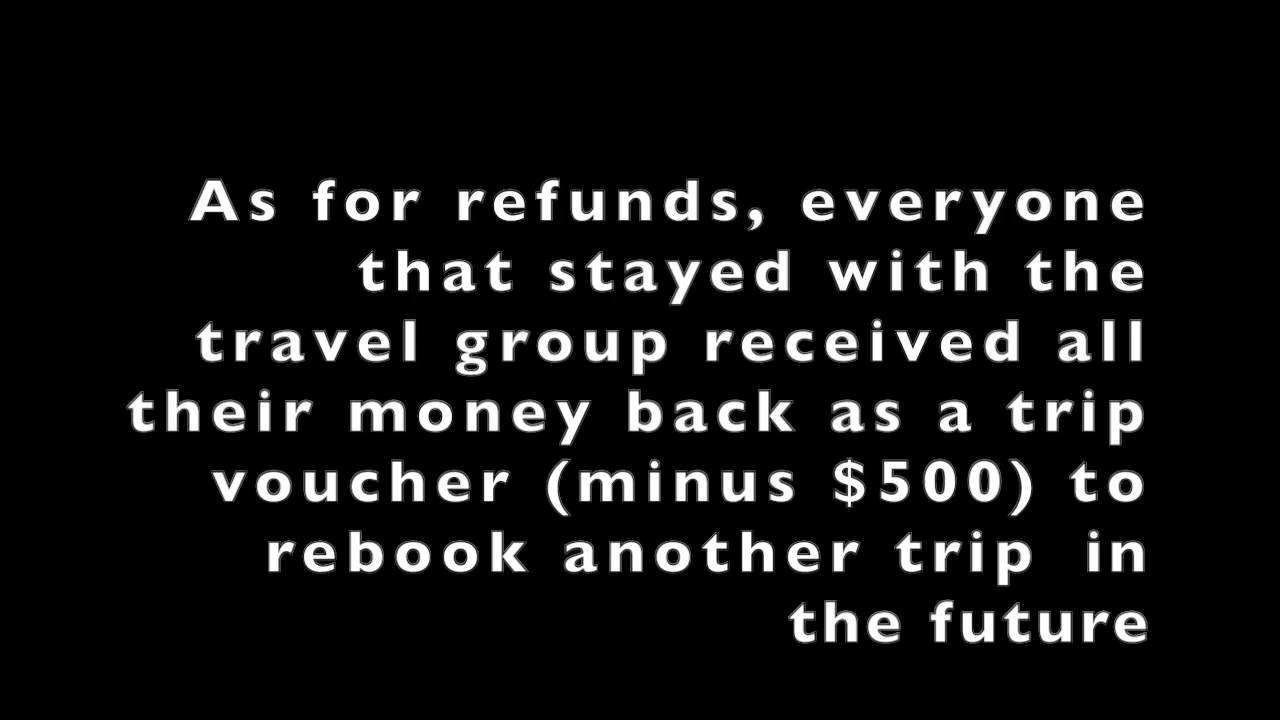 As for refunds, everyone
that stayed with the
travel group received all
their money back as a trip
voucher (minus $500) to
rebook another trip  in
the future